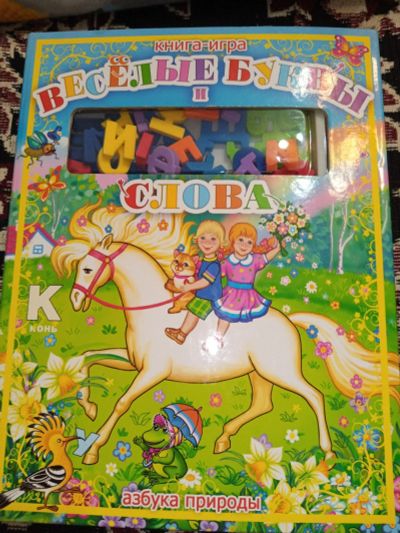 книга-игра
ВЕСЁЛЫЕ БУКВЫ
И
СЛОВА
К
КОНЬ
У
азбука природы